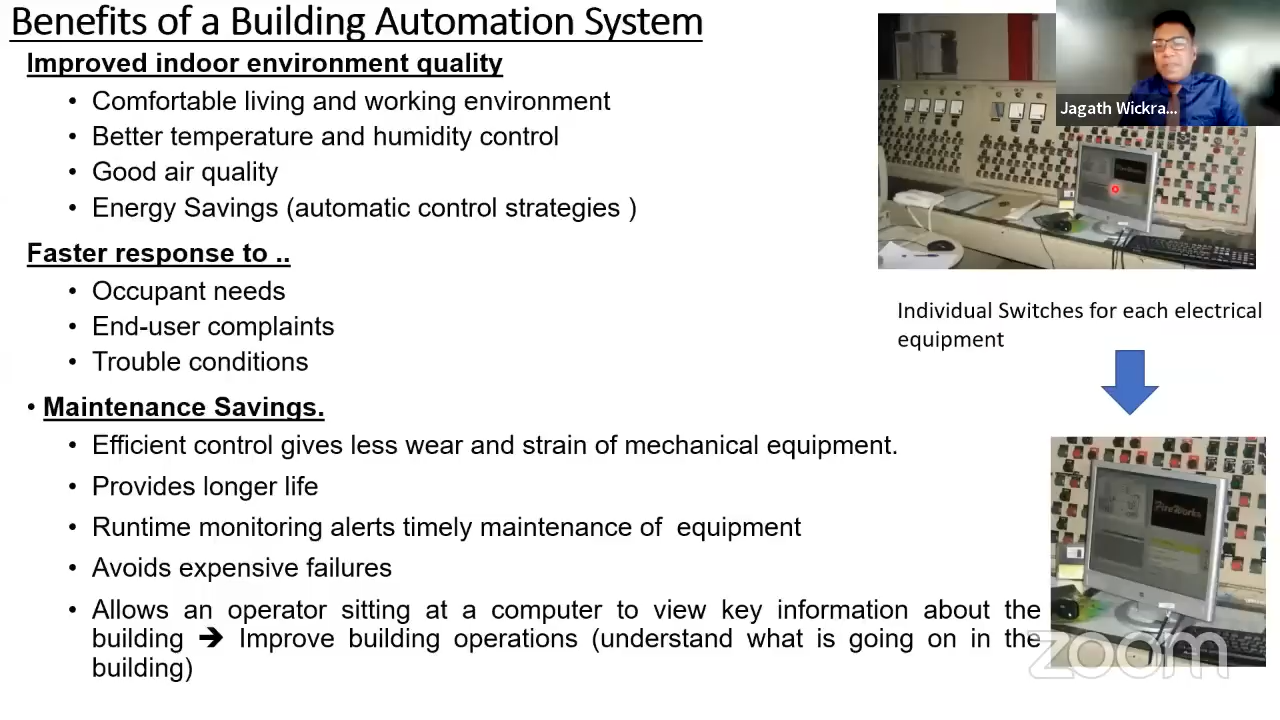 Benefits of a Building Automation System
Improved indoor environment quality
• Comfortable living and working environment
• Better temperature and humidity control
• Good air quality
• Energy Savings (automatic control strategies )
Faster response to ..
• Occupant needs
• End-user complaints
• Trouble conditions
• Maintenance Savings.
• Efficient control gives less wear and strain of mechanical equipment.
• Provides longer life
• Runtime monitoring alerts timely maintenance of equipment
• Avoids expensive failures
• Allows an operator sitting at a computer to view key information about the
building ➔ Improve building operations (understand what is going on in the
building)
Jagath Wickra...
Individual Switches for each electrical
equipment
zoom